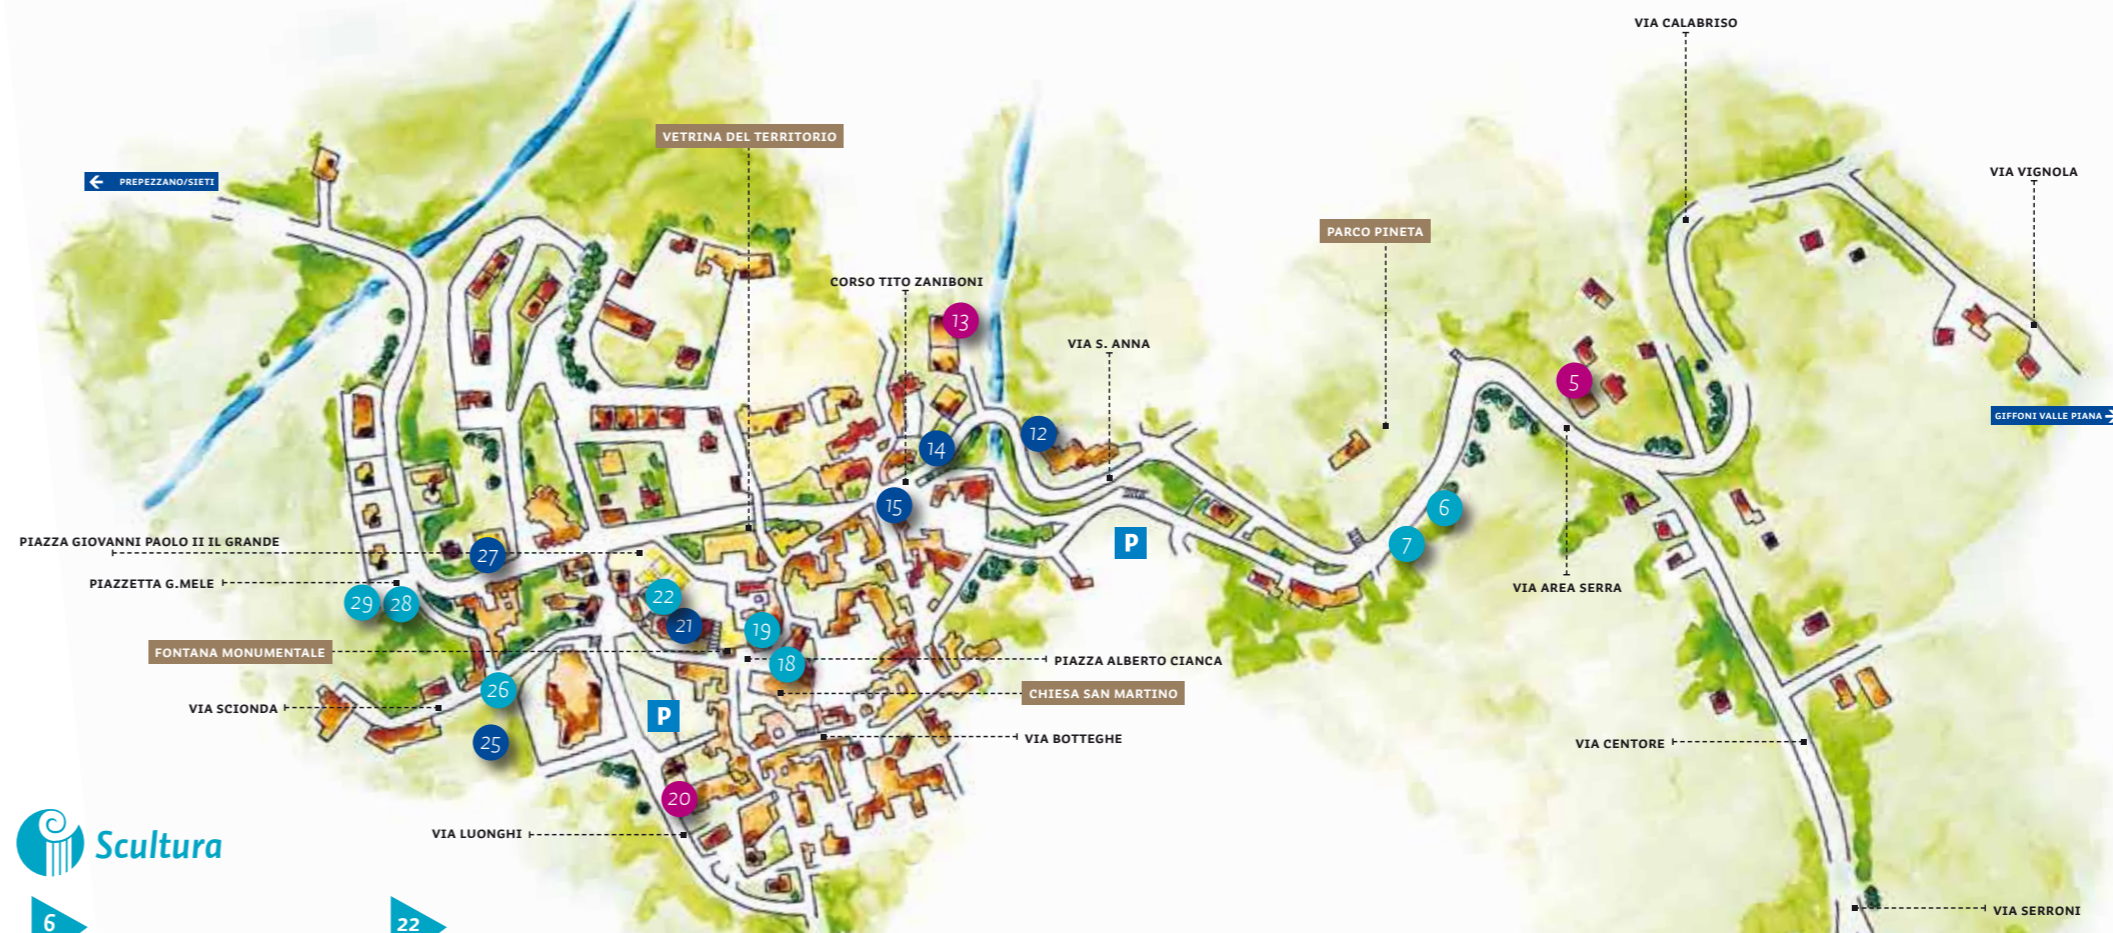 VIA CALABRISO
VETRINA DEL TERRITORIO
VIA VIGNOLA
← PREPEZZANO/SIETI
PARCO PINETA
CORSO TITO ZANIBONI
13
VIA S. ANNA
5
GIFFONI VALLE PIANA →
12
14
15
6
PIAZZA GIOVANNI PAOLO II IL GRANDE
27
P
7
PIAZZETTA G.MELE
VIA AREA SERRA
29
28
22
21
19
FONTANA MONUMENTALE
18
PIAZZA ALBERTO CIANCA
26
CHIESA SAN MARTINO
VIA SCIONDA
P
25
VIA BOTTEGHE
VIA CENTORE
20
VIA LUONGHI
Scultura
VIA SERRONI
6
22